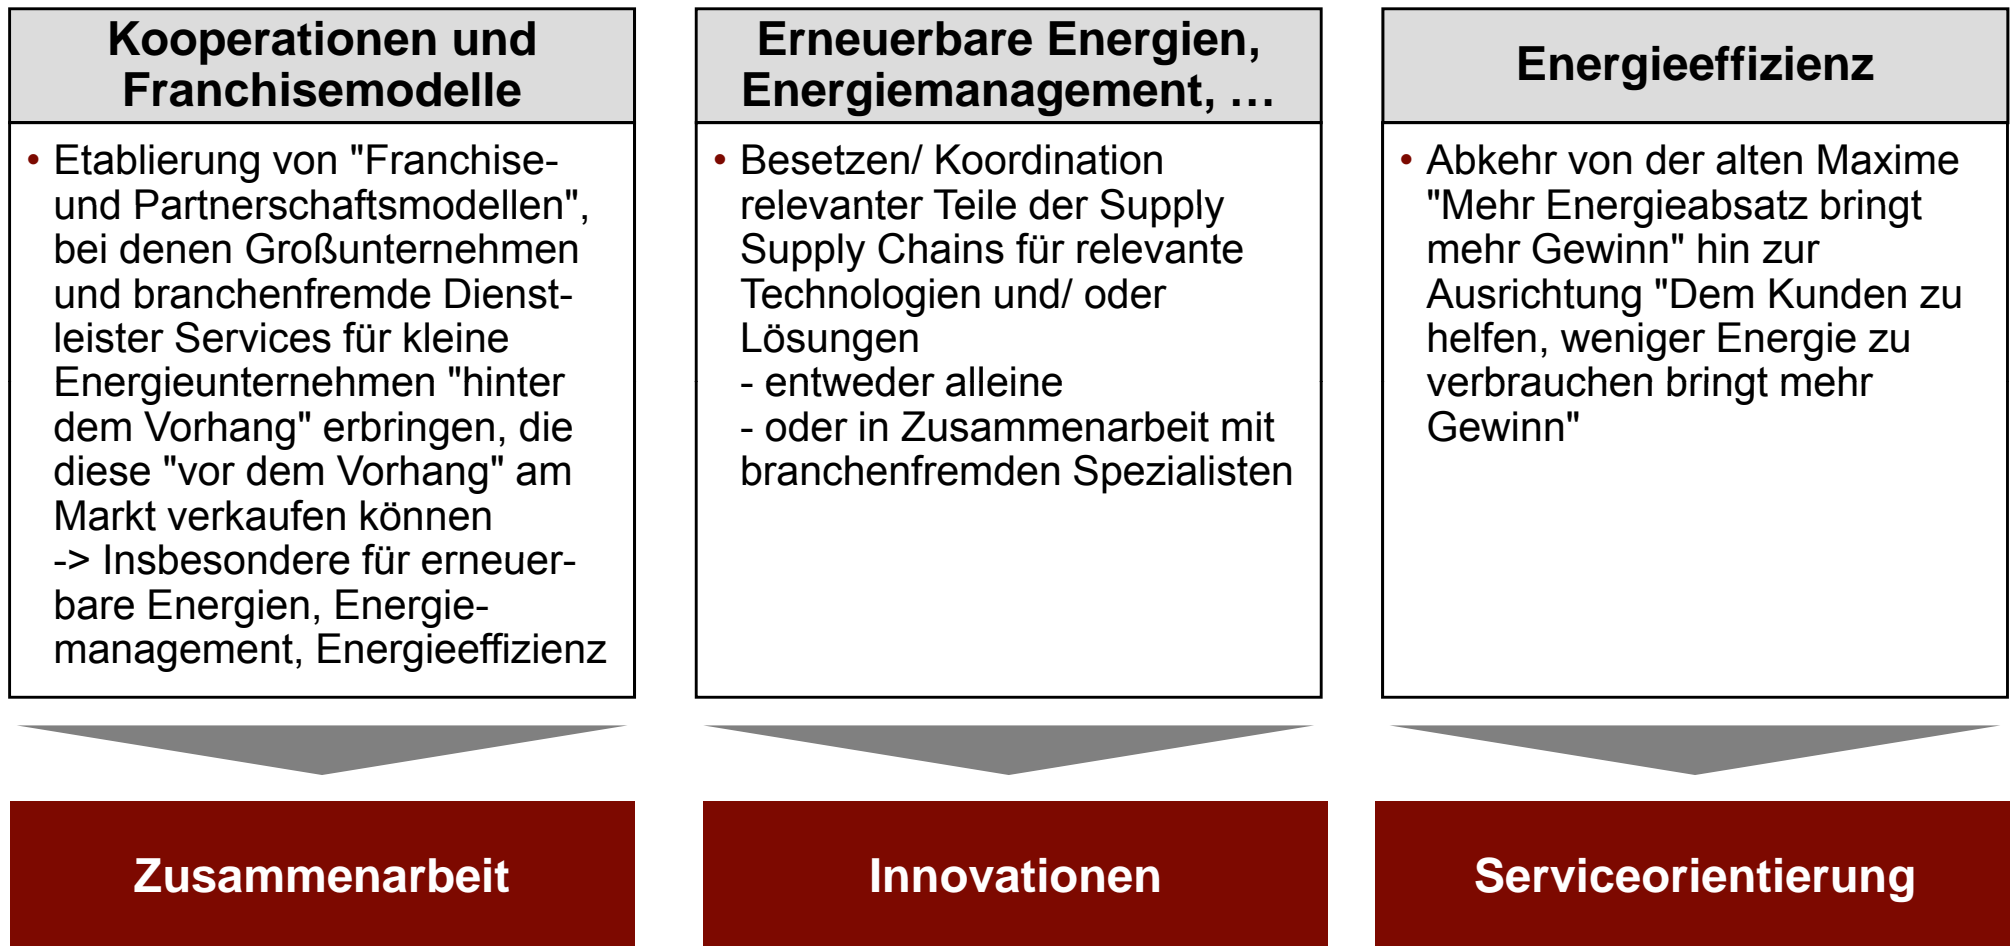 Kooperationen und
Franchisemodelle
• Etablierung von "Franchise-
und Partnerschaftsmodellen",
bei denen Großunternehmen
und branchenfremde Dienst-
leister Services für kleine
Energieunternehmen "hinter
dem Vorhang" erbringen, die
diese "vor dem Vorhang" am
Markt verkaufen können
-> Insbesondere für erneuer-
bare Energien, Energie-
management, Energieeffizienz
Zusammenarbeit
Erneuerbare Energien,
Energiemanagement, …
• Besetzen/ Koordination
relevanter Teile der Supply
Supply Chains für relevante
Technologien und/ oder
Lösungen
- entweder alleine
- oder in Zusammenarbeit mit
branchenfremden Spezialisten
Innovationen
Energieeffizienz
• Abkehr von der alten Maxime
"Mehr Energieabsatz bringt
mehr Gewinn" hin zur
Ausrichtung "Dem Kunden zu
helfen, weniger Energie zu
verbrauchen bringt mehr
Gewinn"
Serviceorientierung